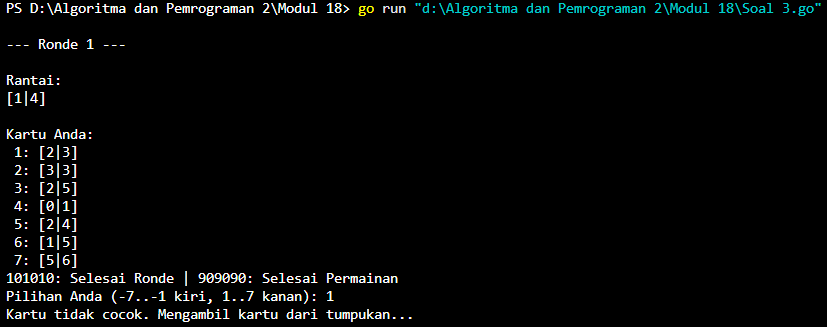 PS D:\Algoritma dan Pemrograman 2\Modul 18> go run "d:\Algoritma dan Pemrograman 2\Modul 18\Soal 3.go"
--- Ronde 1 ---
Rantai:
[1|4]
Kartu Anda:
1: [2|3]
2: [3|3]
3: [2|5]
4: [0|1]
5: [2|4]
6: [1|5]
7: [5|6]
101010: Selesai Ronde | 909090: Selesai Permainan
Pilihan Anda (-7..-1 kiri, 1..7 kanan): 1
Kartu tidak cocok. Mengambil kartu dari tumpukan...